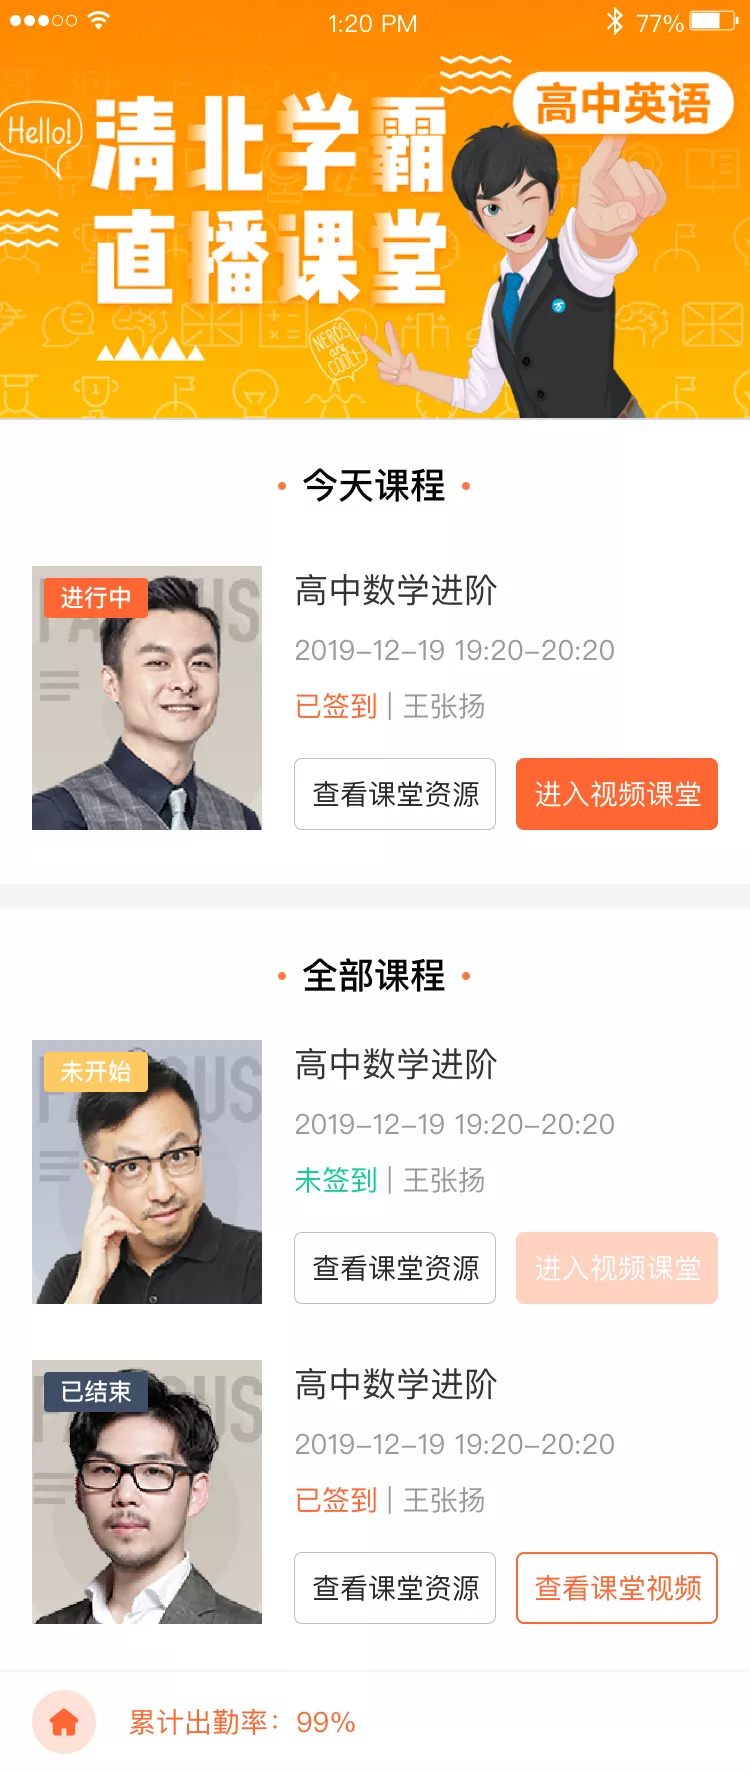 1:20 PM
77%
Hello!
高中英语
清北学霸
直播课堂
NERDS
are
COOL
今天课程
进行中
高中数学进阶
2019-12-19 19:20-20:20
已签到 | 王张扬
查看课堂资源
进入视频课堂
全部课程
未开始
高中数学进阶
2019-12-19 19:20-20:20
未签到 | 王张扬
查看课堂资源
进入视频课堂
已结束
高中数学进阶
2019-12-19 19:20-20:20
已签到 | 王张扬
查看课堂资源
查看课堂视频
累计出勤率：99%